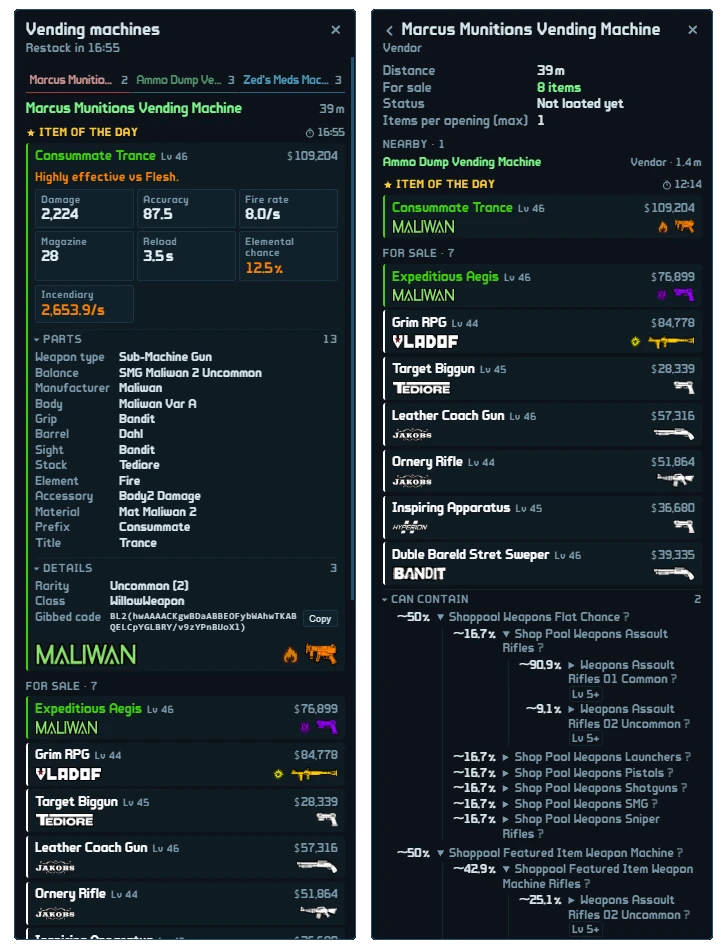 Vending machines
Restock in 16:55
Marcus Munitio... 2 Ammo Dump Ve... 3 Zed's Meds Mac... 3
Marcus Munitions Vending Machine 39 m
ITEM OF THE DAY 16:55
Consummate Trance Lv 46 $109,204
Highly effective vs Flesh.
Damage Accuracy Fire rate
2,224 87.5 8.0/s
Magazine Reload Elemental chance
28 3.5 s 12.5%
Incendiary
2,653.9/s
PARTS 13
Weapon type Sub-Machine Gun
Balance SMG Maliwan 2 Uncommon
Manufacturer Maliwan
Body Maliwan Var A
Grip Bandit
Barrel Dahl
Sight Bandit
Stock Tediore
Element Fire
Accessory Body2 Damage
Material Mat Maliwan 2
Prefix Consummate
Title Trance
DETAILS 3
Rarity Uncommon (2)
Class WillowWeapon
Gibbed code BL2(hwAAAACKgwBDaABBEOFybWAhwTKAB Copy
QELCpYGLBRY/v9zYPnBUoXl)
MALIWAN
FOR SALE · 7
Expeditious Aegis Lv 46 $76,899
MALIWAN
Grim RPG Lv 44 $84,778
VLADOF
Target Biggun Lv 45 $28,339
TEDIORE
Leather Coach Gun Lv 46 $57,316
JAKOBS
Ornery Rifle Lv 44 $51,864
JAKOBS
Marcus Munitions Vending Machine
Vendor
Distance 39 m
For sale 8 items
Status Not looted yet
Items per opening (max) 1
NEARBY · 1
Ammo Dump Vending Machine Vendor · 1.4 m
ITEM OF THE DAY 12:14
Consummate Trance Lv 46 $109,204
MALIWAN
FOR SALE · 7
Expeditious Aegis Lv 46 $76,899
MALIWAN
Grim RPG Lv 44 $84,778
VLADOF
Target Biggun Lv 45 $28,339
TEDIORE
Leather Coach Gun Lv 46 $57,316
JAKOBS
Ornery Rifle Lv 44 $51,864
JAKOBS
Inspiring Apparatus Lv 45 $36,680
HYPERION
Duble Bareld Stret Sweper Lv 46 $39,335
BANDIT
CAN CONTAIN 2
~50% Shoppool Weapons Flat Chance ?
~16.7% Shop Pool Weapons Assault
Rifles ?
~90.9% Weapons Assault
Rifles 01 Common ?
Lv 5+
~9.1% Weapons Assault
Rifles 02 Uncommon ?
Lv 5+
~16.7% Shop Pool Weapons Launchers ?
~16.7% Shop Pool Weapons Pistols ?
~16.7% Shop Pool Weapons Shotguns ?
~16.7% Shop Pool Weapons SMG ?
~16.7% Shop Pool Weapons Sniper
Rifles ?
~50% Shoppool Featured Item Weapon Machine ?
~42.9% Shoppool Featured Item Weapon
Machine Rifles ?
~25.1% Weapons Assault
Rifles 02 Uncommon ?
Lv 5+